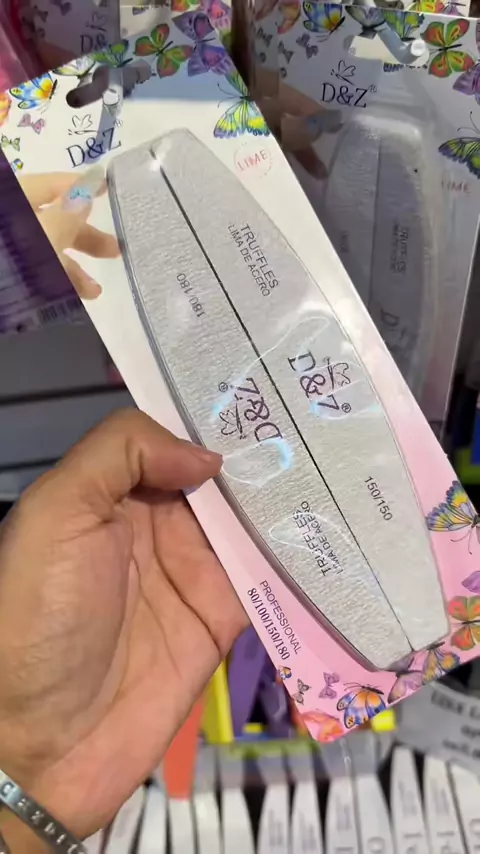 D&Z®
D&Z®
LIME
LIME
TRUFFLES
LIMA DE ACERO
180/180
D&Z®
D&Z®
150/150
TRUFFLES
LIMA DE ACERO
PROFESSIONAL
80/100/150/180